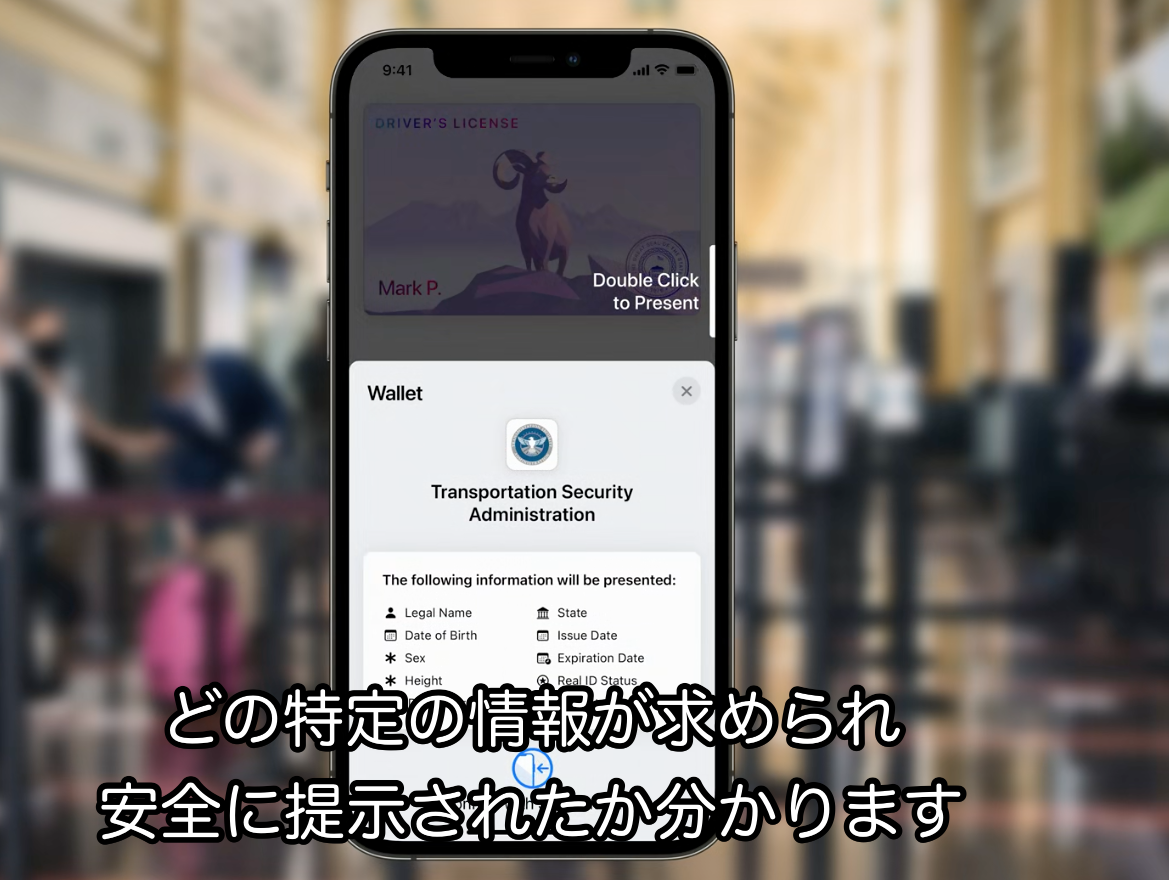 9:41
DRIVER'S LICENSE
Mark P.
Double Click
to Present
Wallet
Transportation Security
Administration
The following information will be presented:
Legal Name
State
Date of Birth
Issue Date
Sex
Expiration Date
Height
Real ID Status
どの特定の情報が求められ
安全に提示されたか分かります